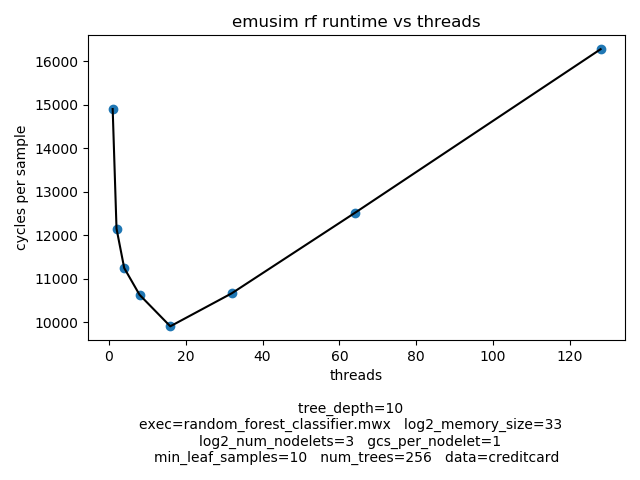 emusim rf runtime vs threads
16000
15000
14000
13000
12000
11000
10000
cycles per sample
0 20 40 60 80 100 120
threads
tree_depth=10
exec=random_forest_classifier.mwx log2_memory_size=33
log2_num_nodelets=3 gcs_per_nodelet=1
min_leaf_samples=10 num_trees=256 data=creditcard